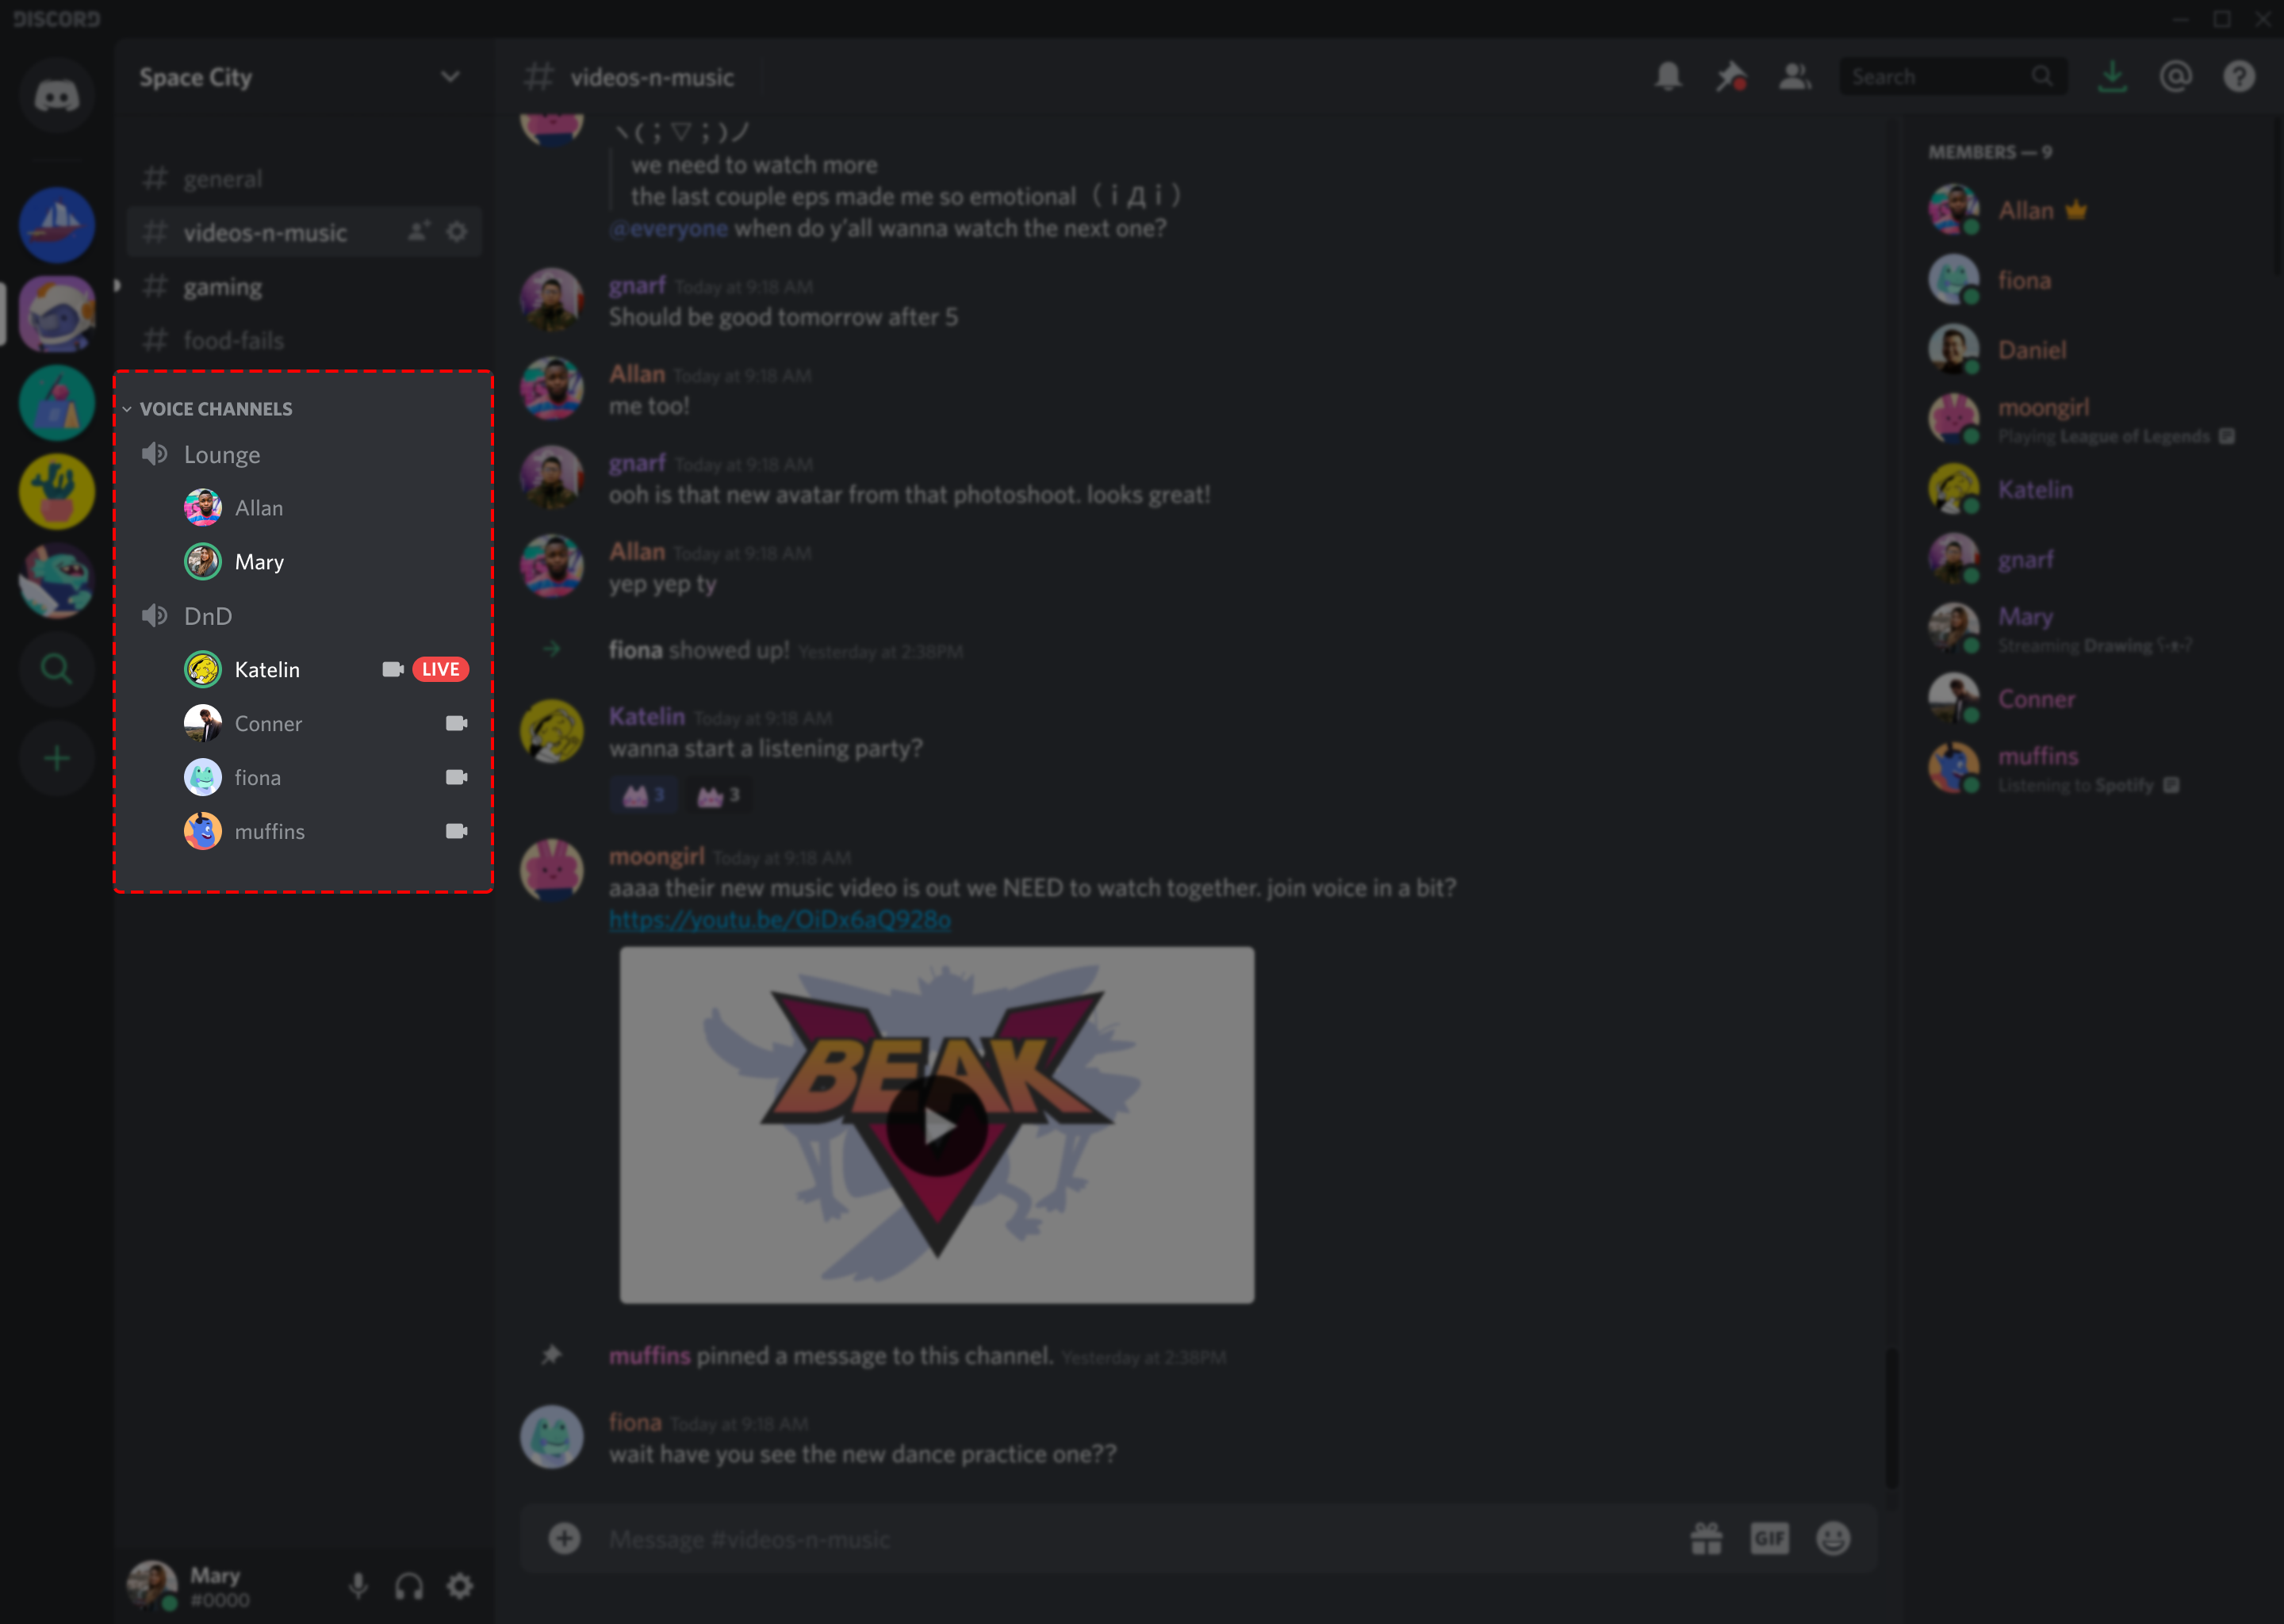 DISCORD
Space City
general
videos-n-music
gaming
food-fails
VOICE CHANNELS
Lounge
Allan
Mary
DnD
Katelin LIVE
Conner
fiona
muffins
Mary
#0000
# videos-n-music
Search
ヽ(；▽；)ノ
we need to watch more
the last couple eps made me so emotional （ｉДｉ）
@everyone when do y’all wanna watch the next one?
gnarf Today at 9:18 AM
Should be good tomorrow after 5
Allan Today at 9:18 AM
me too!
gnarf Today at 9:18 AM
ooh is that new avatar from that photoshoot. looks great!
Allan Today at 9:18 AM
yep yep ty
fiona showed up! Yesterday at 2:38PM
Katelin Today at 9:18 AM
wanna start a listening party?
3 3
moongirl Today at 9:18 AM
aaaa their new music video is out we NEED to watch together. join voice in a bit?
https://youtu.be/OiDx6aQ928o
BEAK
muffins pinned a message to this channel. Yesterday at 2:38PM
fiona Today at 9:18 AM
wait have you see the new dance practice one??
Message #videos-n-music
GIF
MEMBERS — 9
Allan
fiona
Daniel
moongirl
Playing League of Legends
Katelin
gnarf
Mary
Streaming Drawing
Conner
muffins
Listening to Spotify